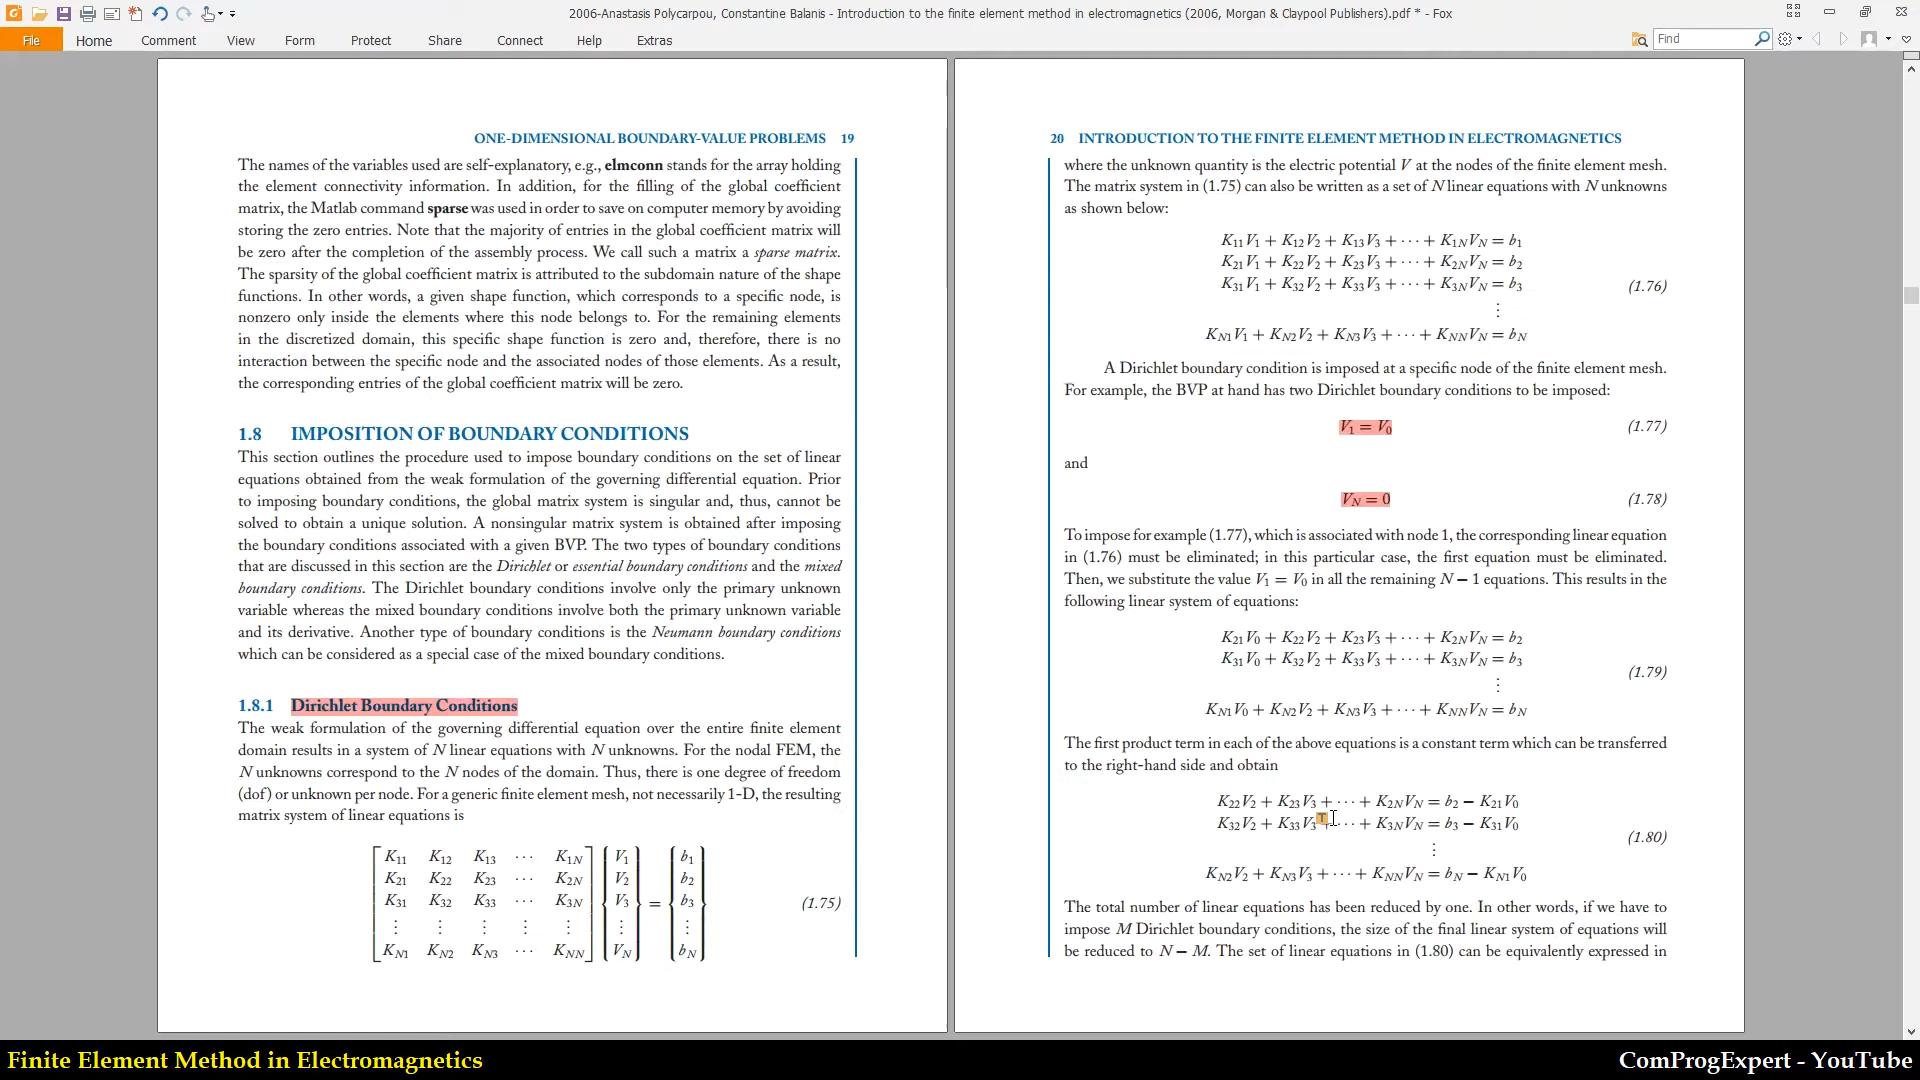 2006-Anastasis Polycarpou, Constantine Balanis - Introduction to the finite element method in electromagnetics (2006, Morgan & Claypool Publishers).pdf * - Fox
File Home Comment View Form Protect Share Connect Help Extras Find
ONE-DIMENSIONAL BOUNDARY-VALUE PROBLEMS 19
The names of the variables used are self-explanatory, e.g., elmconn stands for the array holding
the element connectivity information. In addition, for the filling of the global coefficient
matrix, the Matlab command sparse was used in order to save on computer memory by avoiding
storing the zero entries. Note that the majority of entries in the global coefficient matrix will
be zero after the completion of the assembly process. We call such a matrix a sparse matrix.
The sparsity of the global coefficient matrix is attributed to the subdomain nature of the shape
functions. In other words, a given shape function, which corresponds to a specific node, is
nonzero only inside the elements where this node belongs to. For the remaining elements
in the discretized domain, this specific shape function is zero and, therefore, there is no
interaction between the specific node and the associated nodes of those elements. As a result,
the corresponding entries of the global coefficient matrix will be zero.
1.8 IMPOSITION OF BOUNDARY CONDITIONS
This section outlines the procedure used to impose boundary conditions on the set of linear
equations obtained from the weak formulation of the governing differential equation. Prior
to imposing boundary conditions, the global matrix system is singular and, thus, cannot be
solved to obtain a unique solution. A nonsingular matrix system is obtained after imposing
the boundary conditions associated with a given BVP. The two types of boundary conditions
that are discussed in this section are the Dirichlet or essential boundary conditions and the mixed
boundary conditions. The Dirichlet boundary conditions involve only the primary unknown
variable whereas the mixed boundary conditions involve both the primary unknown variable
and its derivative. Another type of boundary conditions is the Neumann boundary conditions
which can be considered as a special case of the mixed boundary conditions.
1.8.1 Dirichlet Boundary Conditions
The weak formulation of the governing differential equation over the entire finite element
domain results in a system of N linear equations with N unknowns. For the nodal FEM, the
N unknowns correspond to the N nodes of the domain. Thus, there is one degree of freedom
(dof) or unknown per node. For a generic finite element mesh, not necessarily 1-D, the resulting
matrix system of linear equations is
K11 K12 K13 ⋯ K1N V1 b1
K21 K22 K23 ⋯ K2N V2 b2
K31 K32 K33 ⋯ K3N V3 = b3 (1.75)
⋮ ⋮ ⋮ ⋮ ⋮ ⋮ ⋮
KN1 KN2 KN3 ⋯ KNN VN bN
20 INTRODUCTION TO THE FINITE ELEMENT METHOD IN ELECTROMAGNETICS
where the unknown quantity is the electric potential V at the nodes of the finite element mesh.
The matrix system in (1.75) can also be written as a set of N linear equations with N unknowns
as shown below:
K11V1 + K12V2 + K13V3 + ⋯ + K1NVN = b1
K21V1 + K22V2 + K23V3 + ⋯ + K2NVN = b2
K31V1 + K32V2 + K33V3 + ⋯ + K3NVN = b3 (1.76)
⋮
KN1V1 + KN2V2 + KN3V3 + ⋯ + KNNVN = bN
A Dirichlet boundary condition is imposed at a specific node of the finite element mesh.
For example, the BVP at hand has two Dirichlet boundary conditions to be imposed:
V1 = V0 (1.77)
and
VN = 0 (1.78)
To impose for example (1.77), which is associated with node 1, the corresponding linear equation
in (1.76) must be eliminated; in this particular case, the first equation must be eliminated.
Then, we substitute the value V1 = V0 in all the remaining N − 1 equations. This results in the
following linear system of equations:
K21V0 + K22V2 + K23V3 + ⋯ + K2NVN = b2
K31V0 + K32V2 + K33V3 + ⋯ + K3NVN = b3
⋮ (1.79)
KN1V0 + KN2V2 + KN3V3 + ⋯ + KNNVN = bN
The first product term in each of the above equations is a constant term which can be transferred
to the right-hand side and obtain
K22V2 + K23V3 + ⋯ + K2NVN = b2 − K21V0
K32V2 + K33V3 + ⋯ + K3NVN = b3 − K31V0
⋮ (1.80)
KN2V2 + KN3V3 + ⋯ + KNNVN = bN − KN1V0
The total number of linear equations has been reduced by one. In other words, if we have to
impose M Dirichlet boundary conditions, the size of the final linear system of equations will
be reduced to N − M. The set of linear equations in (1.80) can be equivalently expressed in
Finite Element Method in Electromagnetics
ComProgExpert - YouTube